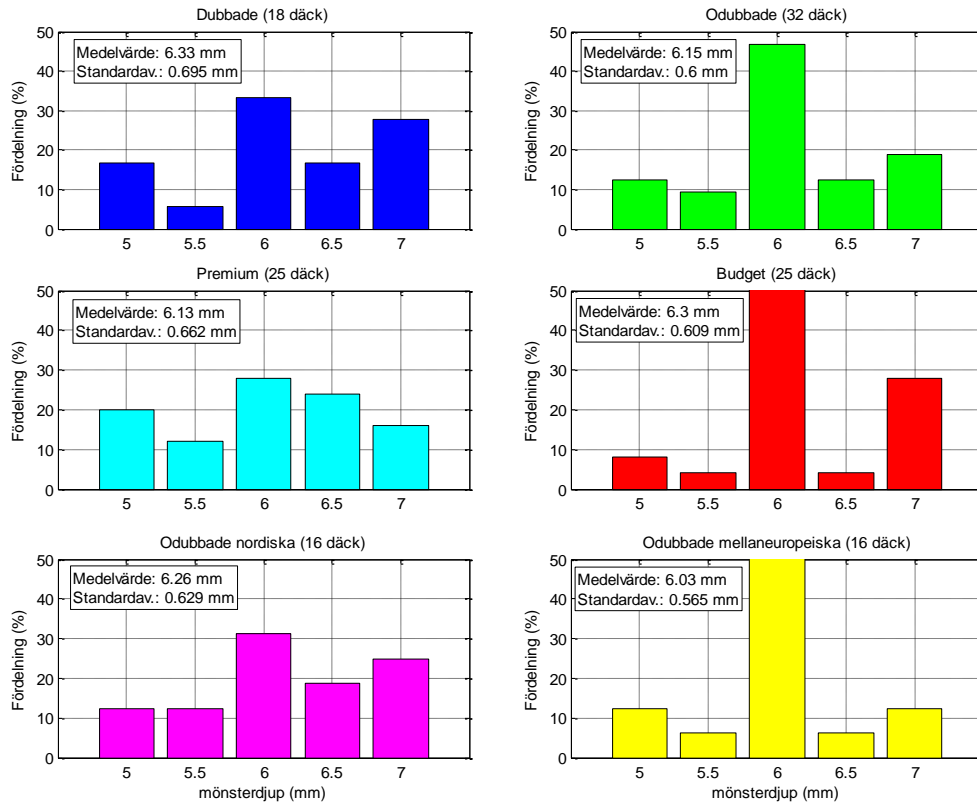 Dubbade (18 däck)
Medelvärde: 6.33 mm
Standardav.: 0.695 mm
Fördelning (%)
50
40
30
20
10
0
5 5.5 6 6.5 7
Odubbade (32 däck)
Medelvärde: 6.15 mm
Standardav.: 0.6 mm
Fördelning (%)
50
40
30
20
10
0
5 5.5 6 6.5 7
Premium (25 däck)
Medelvärde: 6.13 mm
Standardav.: 0.662 mm
Fördelning (%)
50
40
30
20
10
0
5 5.5 6 6.5 7
Budget (25 däck)
Medelvärde: 6.3 mm
Standardav.: 0.609 mm
Fördelning (%)
50
40
30
20
10
0
5 5.5 6 6.5 7
Odubbade nordiska (16 däck)
Medelvärde: 6.26 mm
Standardav.: 0.629 mm
Fördelning (%)
50
40
30
20
10
0
5 5.5 6 6.5 7
mönsterdjup (mm)
Odubbade mellaneuropeiska (16 däck)
Medelvärde: 6.03 mm
Standardav.: 0.565 mm
Fördelning (%)
50
40
30
20
10
0
5 5.5 6 6.5 7
mönsterdjup (mm)